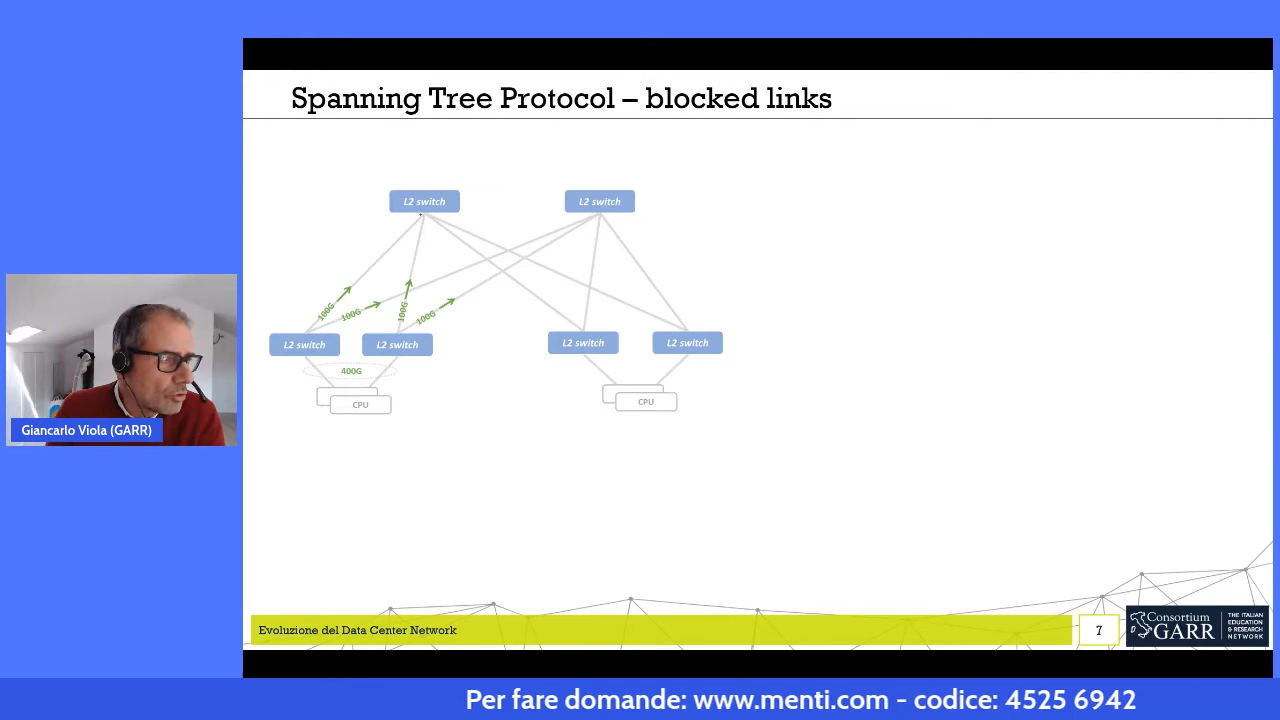 Spanning Tree Protocol – blocked links
L2 switch
L2 switch
100G
100G
100G
100G
L2 switch
L2 switch
L2 switch
L2 switch
400G
CPU
CPU
Giancarlo Viola (GARR)
Evoluzione del Data Center Network
7
Consortium
GARR
THE ITALIAN
EDUCATION
& RESEARCH
NETWORK
Per fare domande: www.menti.com - codice: 4525 6942